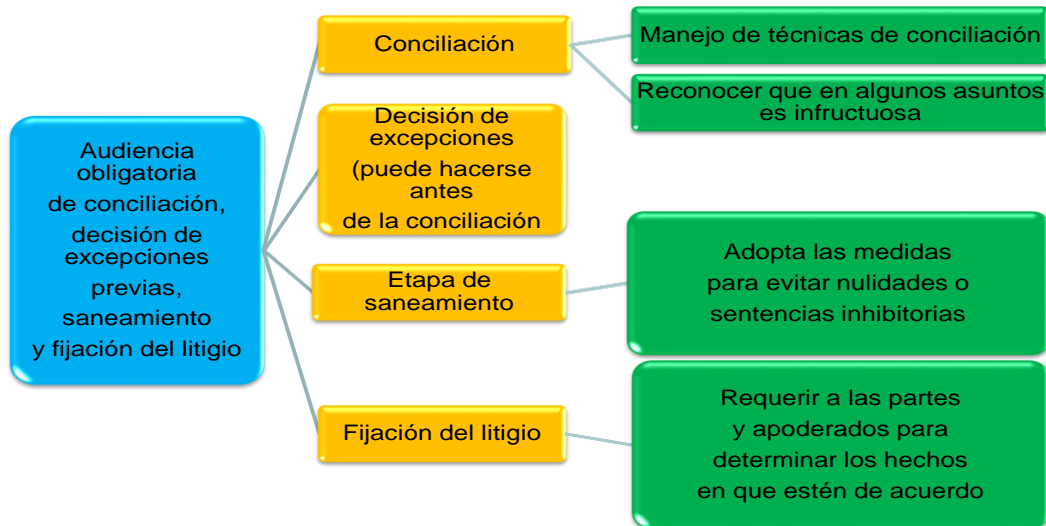 Audiencia
obligatoria
de conciliación,
decisión de
excepciones
previas,
saneamiento
y fijación del litigio
Conciliación
Manejo de técnicas de conciliación
Reconocer que en algunos asuntos
es infructuosa
Decisión de
excepciones
(puede hacerse
antes
de la conciliación
Etapa de
saneamiento
Adopta las medidas
para evitar nulidades o
sentencias inhibitorias
Fijación del litigio
Requerir a las partes
y apoderados para
determinar los hechos
en que estén de acuerdo